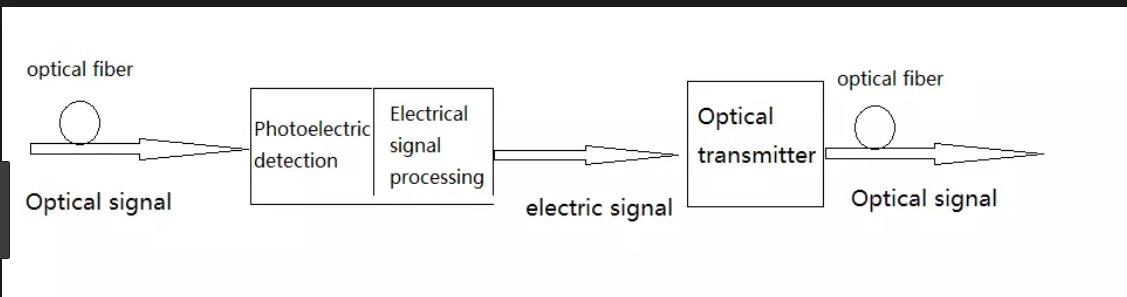 optical fiber
Optical signal
Photoelectric
detection
Electrical
signal
processing
electric signal
Optical
transmitter
optical fiber
Optical signal